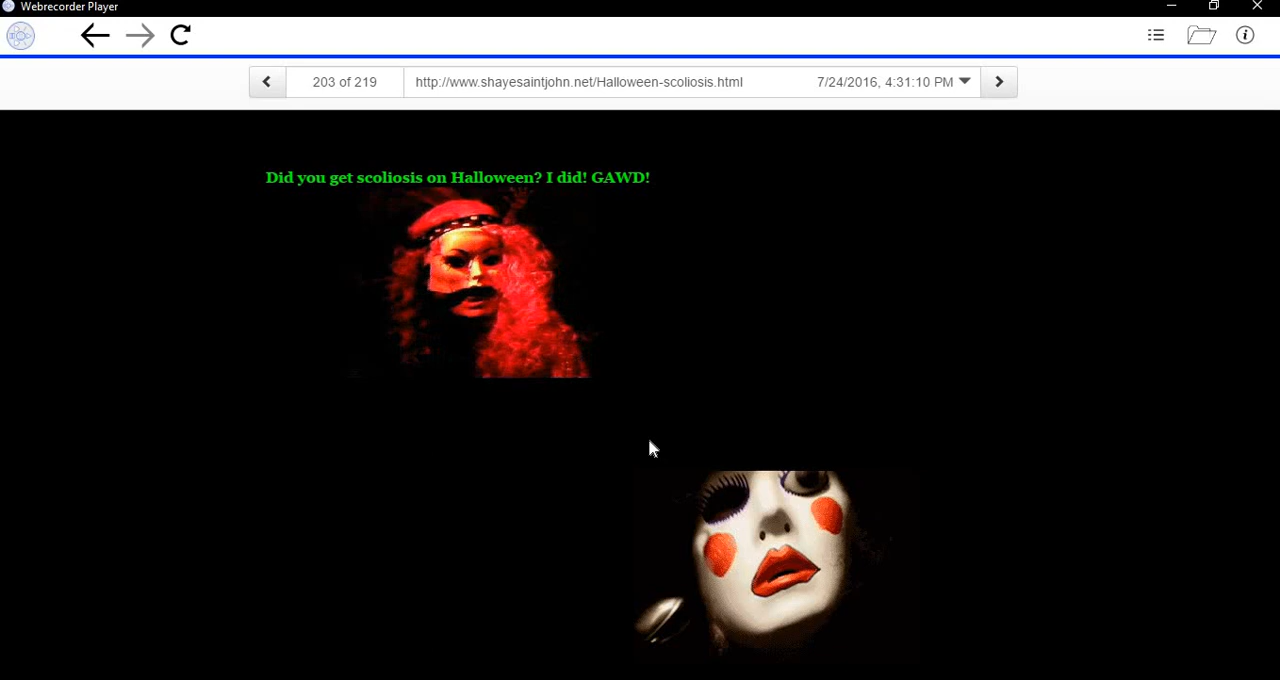 Webrecorder Player
203 of 219 http://www.shayesaintjohn.net/Halloween-scoliosis.html 7/24/2016, 4:31:10 PM
Did you get scoliosis on Halloween? I did! GAWD!